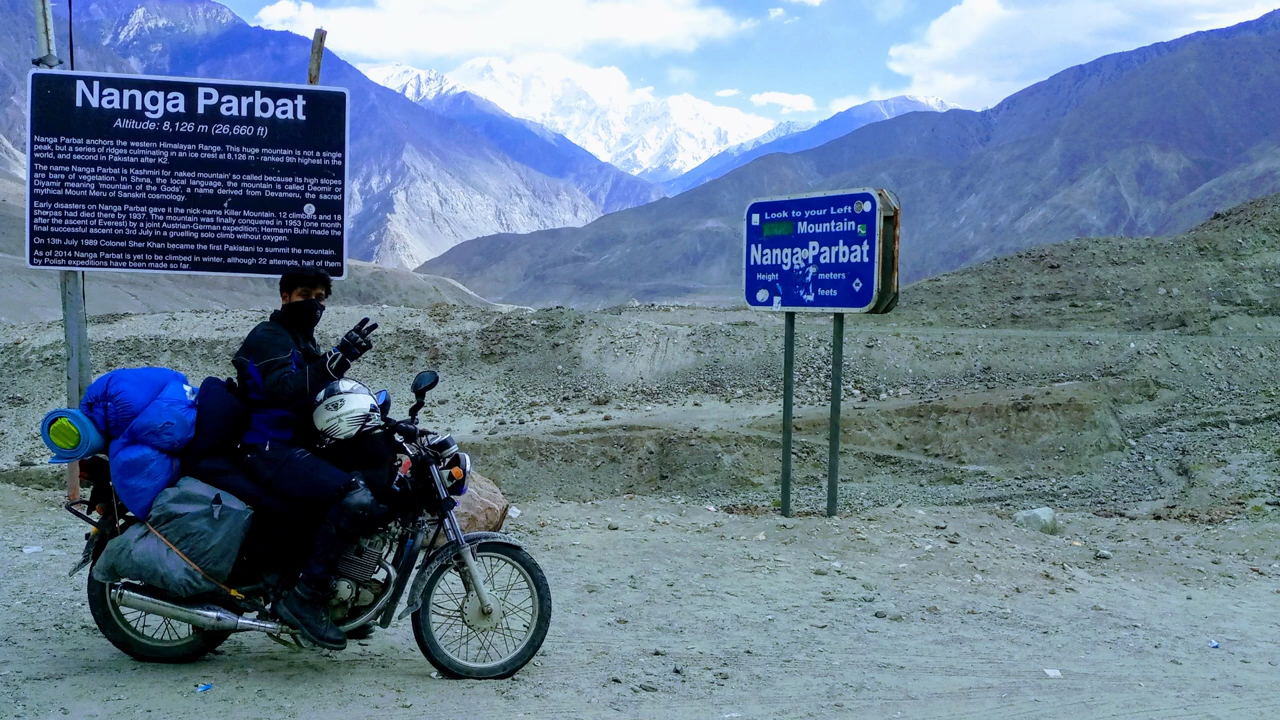 Nanga Parbat
Altitude: 8,126 m (26,660 ft)
Nanga Parbat anchors the western Himalayan Range. This huge mountain is not a single
peak, but a series of ridges culminating in an ice crest at 8,126 m - ranked 9th highest in the
world, and second in Pakistan after K2.
The name Nanga Parbat is Kashmiri for 'naked mountain' so called because its high slopes
are bare of vegetation. In Shina, the local language, the mountain is called Deomir or
Diyamir meaning 'mountain of the Gods', a name derived from Devameru, the sacred
mythical Mount Meru of Sanskrit cosmology.
Early disasters on Nanga Parbat gave it the nick-name Killer Mountain. 12 climbers and 18
sherpas had died there by 1937. The mountain was finally conquered in 1953 (one month
after the ascent of Everest) by a joint Austrian-German expedition; Hermann Buhl made the
final successful ascent on 3rd July in a gruelling solo climb without oxygen.
On 13th July 1989 Colonel Sher Khan became the first Pakistani to summit the mountain.
As of 2014 Nanga Parbat is yet to be climbed in winter, although 22 attempts, half of them
by Polish expeditions have been made so far.
Look to your Left
Mountain
Nanga Parbat
Height meters
feets